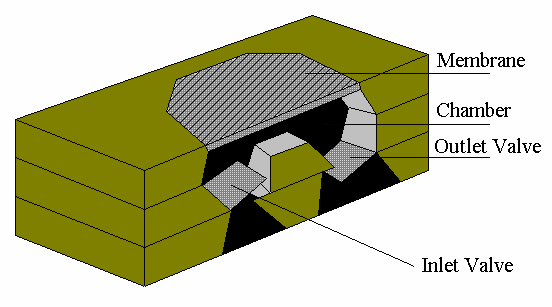 Membrane
Chamber
Outlet Valve
Inlet Valve